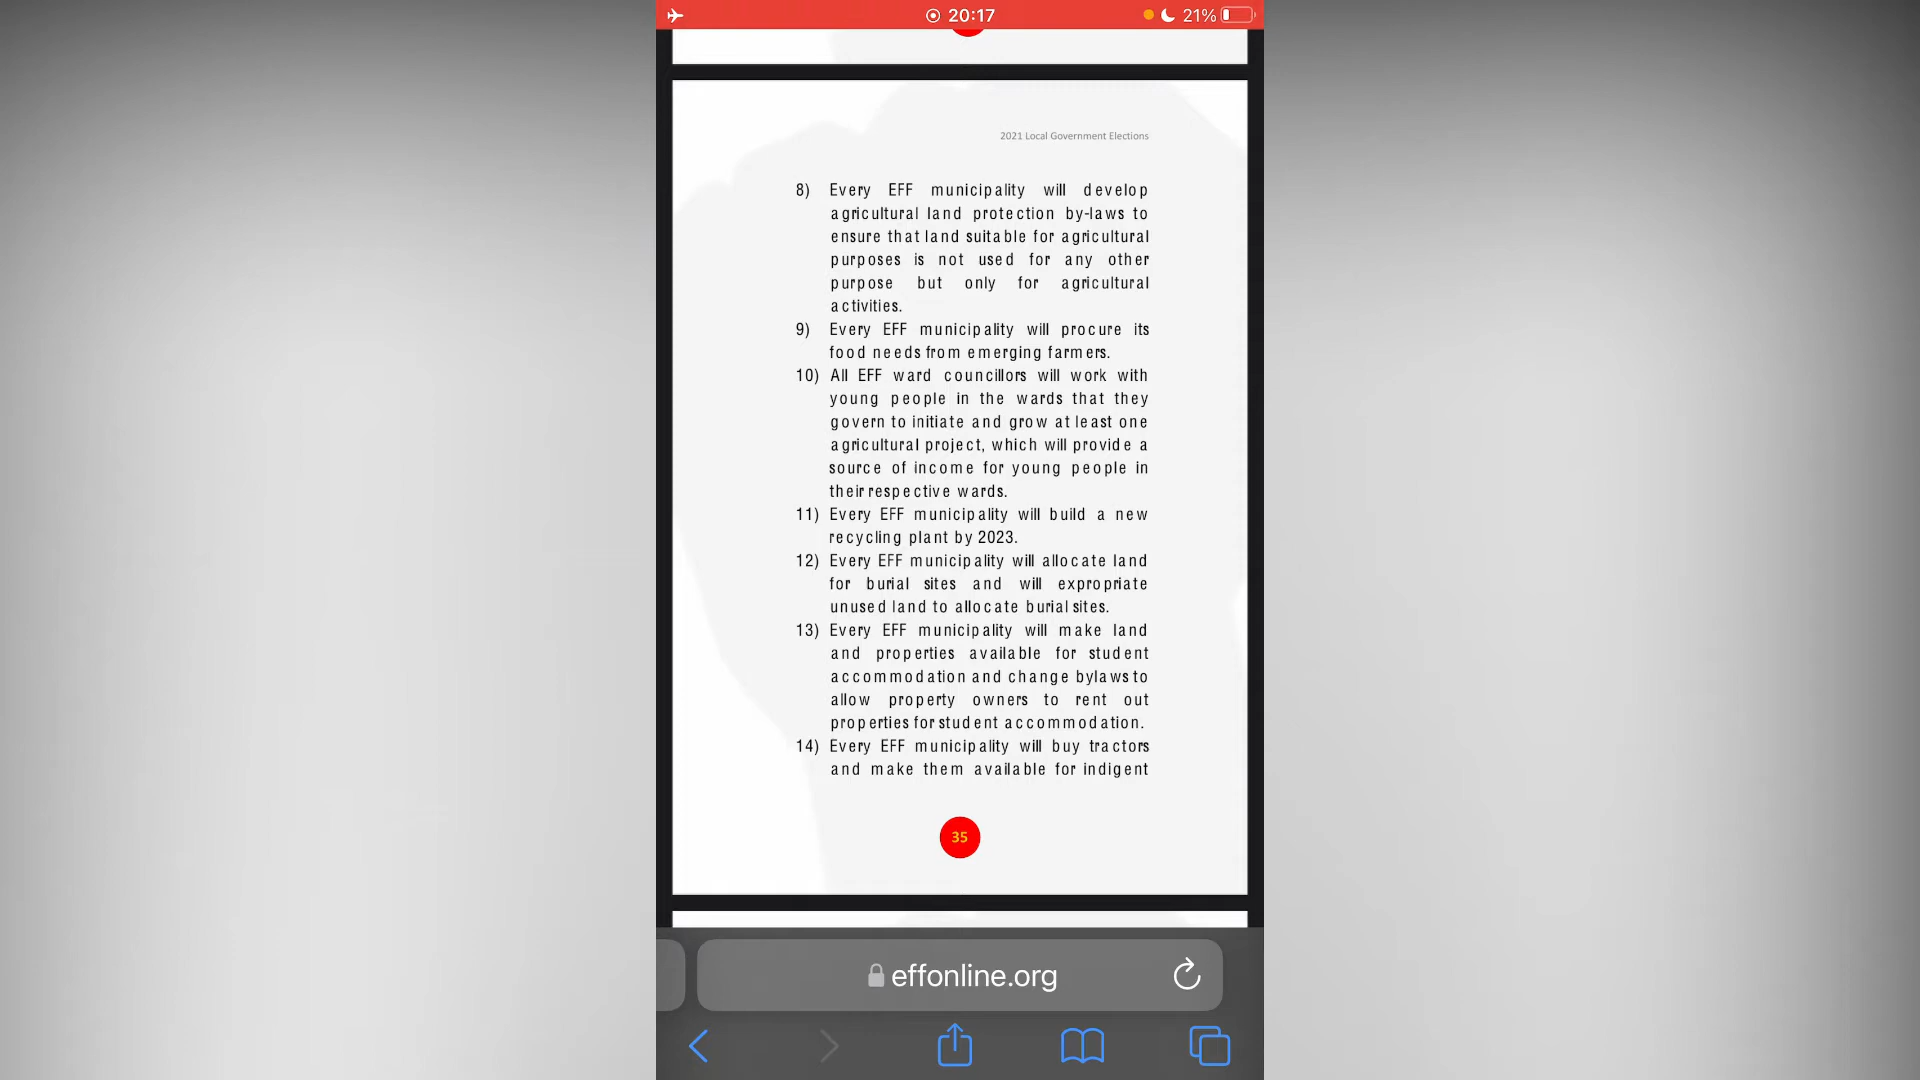 20:17
21%
2021 Local Government Elections
8) Every EFF municipality will develop
agricultural land protection by-laws to
ensure that land suitable for agricultural
purposes is not used for any other
purpose but only for agricultural
activities.
9) Every EFF municipality will procure its
food needs from emerging farmers.
10) All EFF ward councillors will work with
young people in the wards that they
govern to initiate and grow at least one
agricultural project, which will provide a
source of income for young people in
their respective wards.
11) Every EFF municipality will build a new
recycling plant by 2023.
12) Every EFF municipality will allocate land
for burial sites and will expropriate
unused land to allocate burial sites.
13) Every EFF municipality will make land
and properties available for student
accommodation and change bylaws to
allow property owners to rent out
properties for student accommodation.
14) Every EFF municipality will buy tractors
and make them available for indigent
35
effonline.org